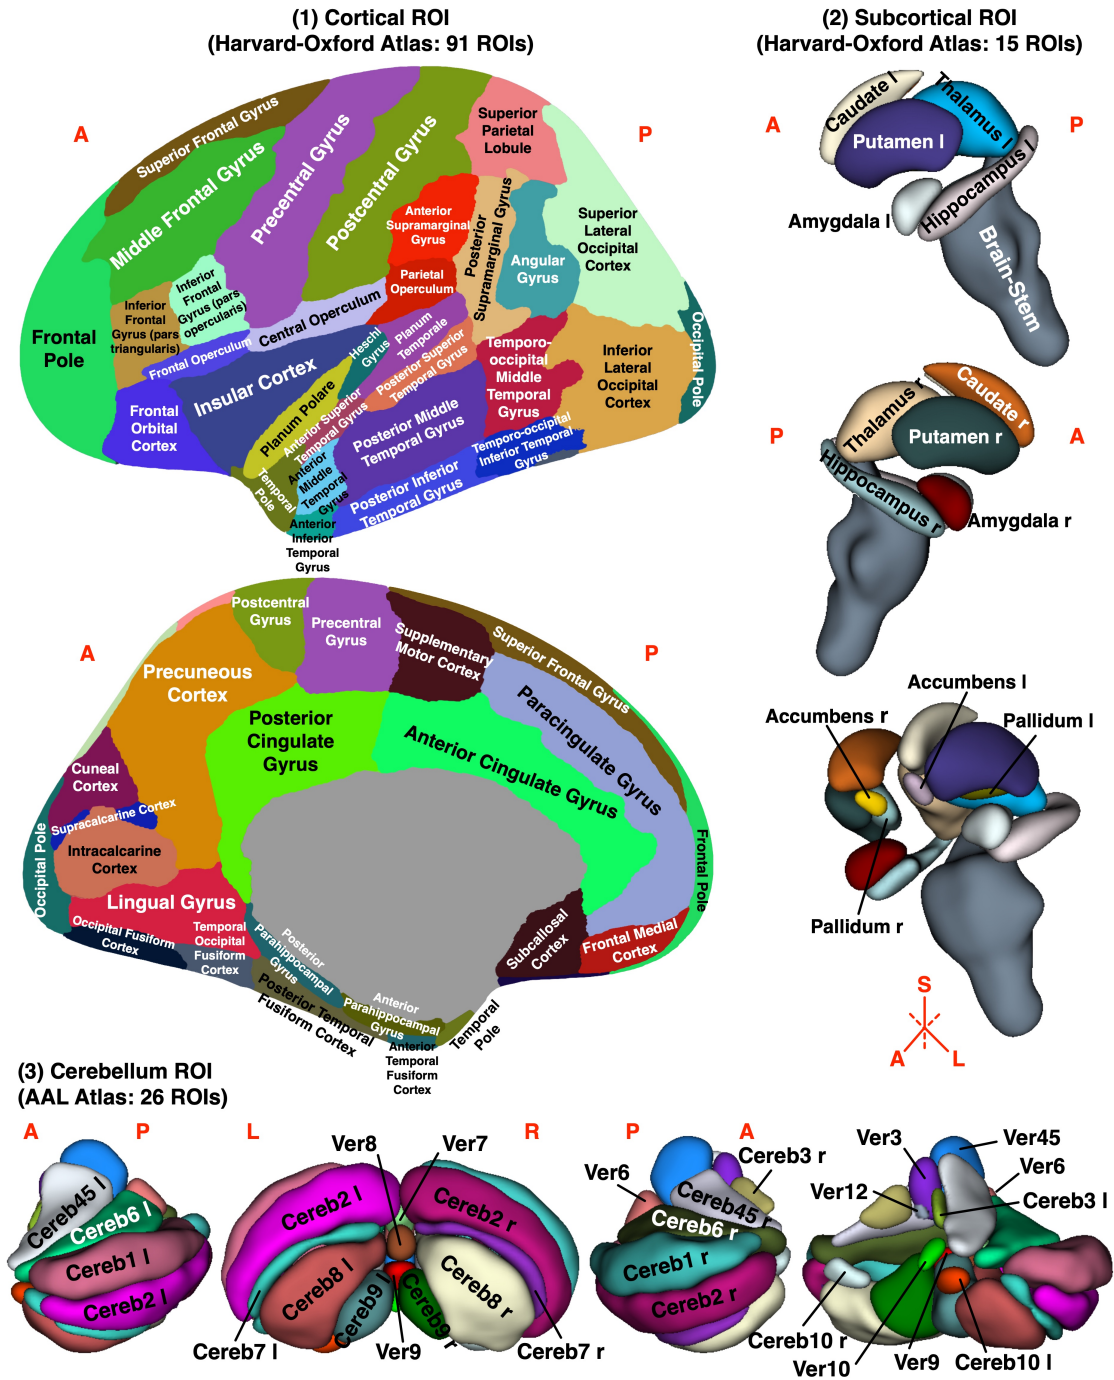 (1) Cortical ROI
(Harvard-Oxford Atlas: 91 ROIs)
A
P
Superior Frontal Gyrus
Middle Frontal Gyrus
Precentral Gyrus
Postcentral Gyrus
Superior
Parietal
Lobule
Anterior
Supramarginal
Gyrus
Posterior
Supramarginal Gyrus
Angular
Gyrus
Superior
Lateral
Occipital
Cortex
Parietal
Operculum
Inferior
Frontal
Gyrus (pars
opercularis)
Inferior
Frontal
Gyrus (pars
triangularis)
Frontal
Pole
Central Operculum
Frontal Operculum
Insular Cortex
Heschl
Gyrus
Planum
Temporale
Posterior Superior
Temporal Gyrus
Temporo-
occipital
Middle
Temporal
Gyrus
Inferior
Lateral
Occipital
Cortex
Occipital Pole
Frontal
Orbital
Cortex
Planum Polare
Anterior Superior
Temporal Gyrus
Posterior Middle
Temporal Gyrus
Temporo-occipital
Inferior Temporal
Gyrus
Temporal
Pole
Anterior
Middle
Temporal
Gyrus
Posterior Inferior
Temporal Gyrus
Anterior
Inferior
Temporal
Gyrus
A
P
Postcentral
Gyrus
Precentral
Gyrus
Supplementary
Motor Cortex
Superior Frontal Gyrus
Precuneous
Cortex
Posterior
Cingulate
Gyrus
Anterior Cingulate Gyrus
Paracingulate Gyrus
Cuneal
Cortex
Supracalcarine Cortex
Intracalcarine
Cortex
Occipital Pole
Frontal Pole
Lingual Gyrus
Occipital Fusiform
Cortex
Temporal
Occipital
Fusiform
Cortex
Posterior
Parahippocampal
Gyrus
Posterior Temporal
Fusiform Cortex
Anterior
Parahippocampal
Gyrus
Anterior
Temporal
Fusiform
Cortex
Temporal
Pole
Subcallosal
Cortex
Frontal Medial
Cortex
(2) Subcortical ROI
(Harvard-Oxford Atlas: 15 ROIs)
A
P
Caudate l
Thalamus l
Putamen l
Hippocampus l
Amygdala l
Brain-Stem
P
A
Thalamus r
Caudate r
Putamen r
Hippocampus r
Amygdala r
Accumbens l
Accumbens r
Pallidum l
Pallidum r
S
A
L
(3) Cerebellum ROI
(AAL Atlas: 26 ROIs)
A
P
Cereb45 l
Cereb6 l
Cereb1 l
Cereb2 l
L
R
Ver8
Ver7
Cereb2 l
Cereb2 r
Cereb8 l
Cereb9 l
Cereb9 r
Cereb8 r
Cereb7 l
Ver9
Cereb7 r
P
A
Ver6
Cereb3 r
Cereb45 r
Cereb6 r
Cereb1 r
Cereb2 r
Ver3
Ver45
Ver6
Ver12
Cereb3 l
Cereb10 r
Ver10
Ver9
Cereb10 l